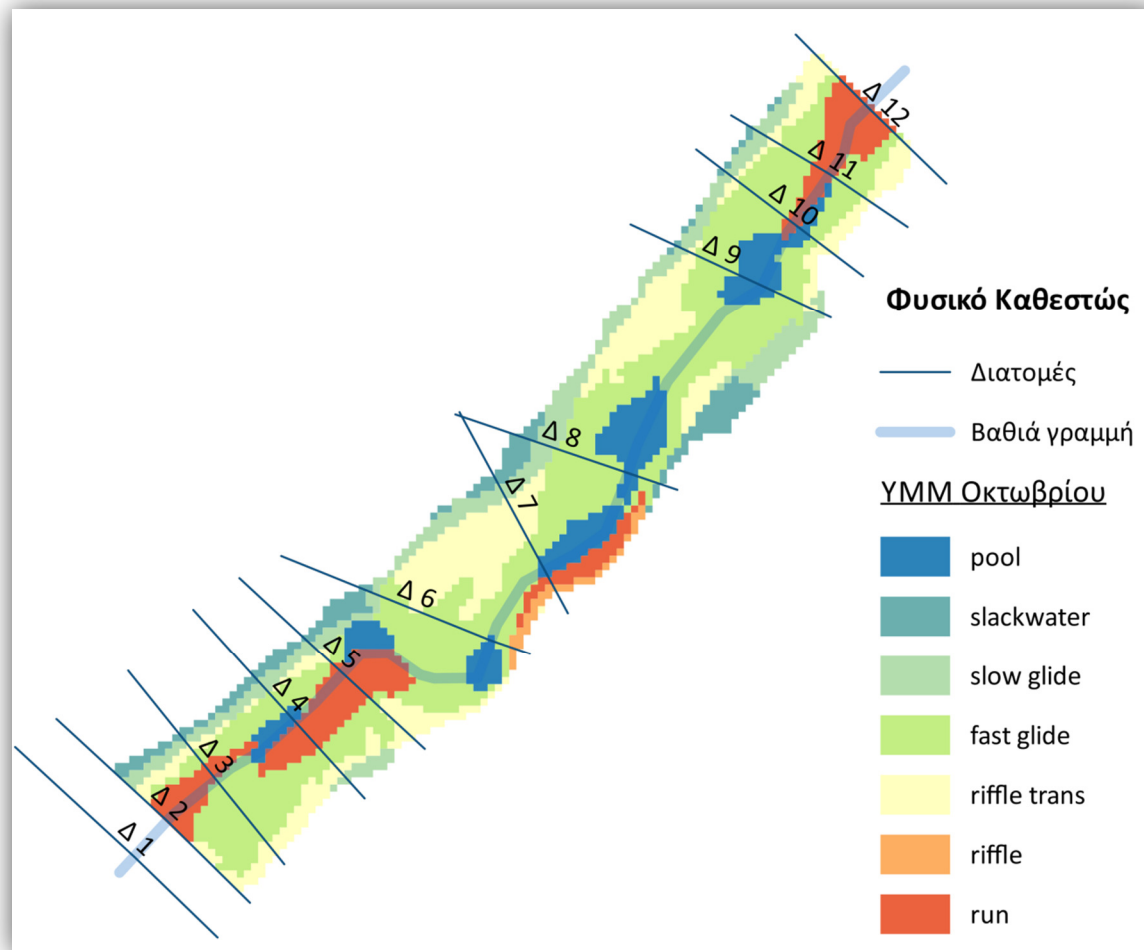 Δ 12
Δ 11
Δ 10
Δ 9
Δ 8
Δ 7
Δ 6
Δ 5
Δ 4
Δ 3
Δ 2
Δ 1
Φυσικό Καθεστώς
Διατομές
Βαθιά γραμμή
ΥΜΜ Οκτωβρίου
pool
slackwater
slow glide
fast glide
riffle trans
riffle
run